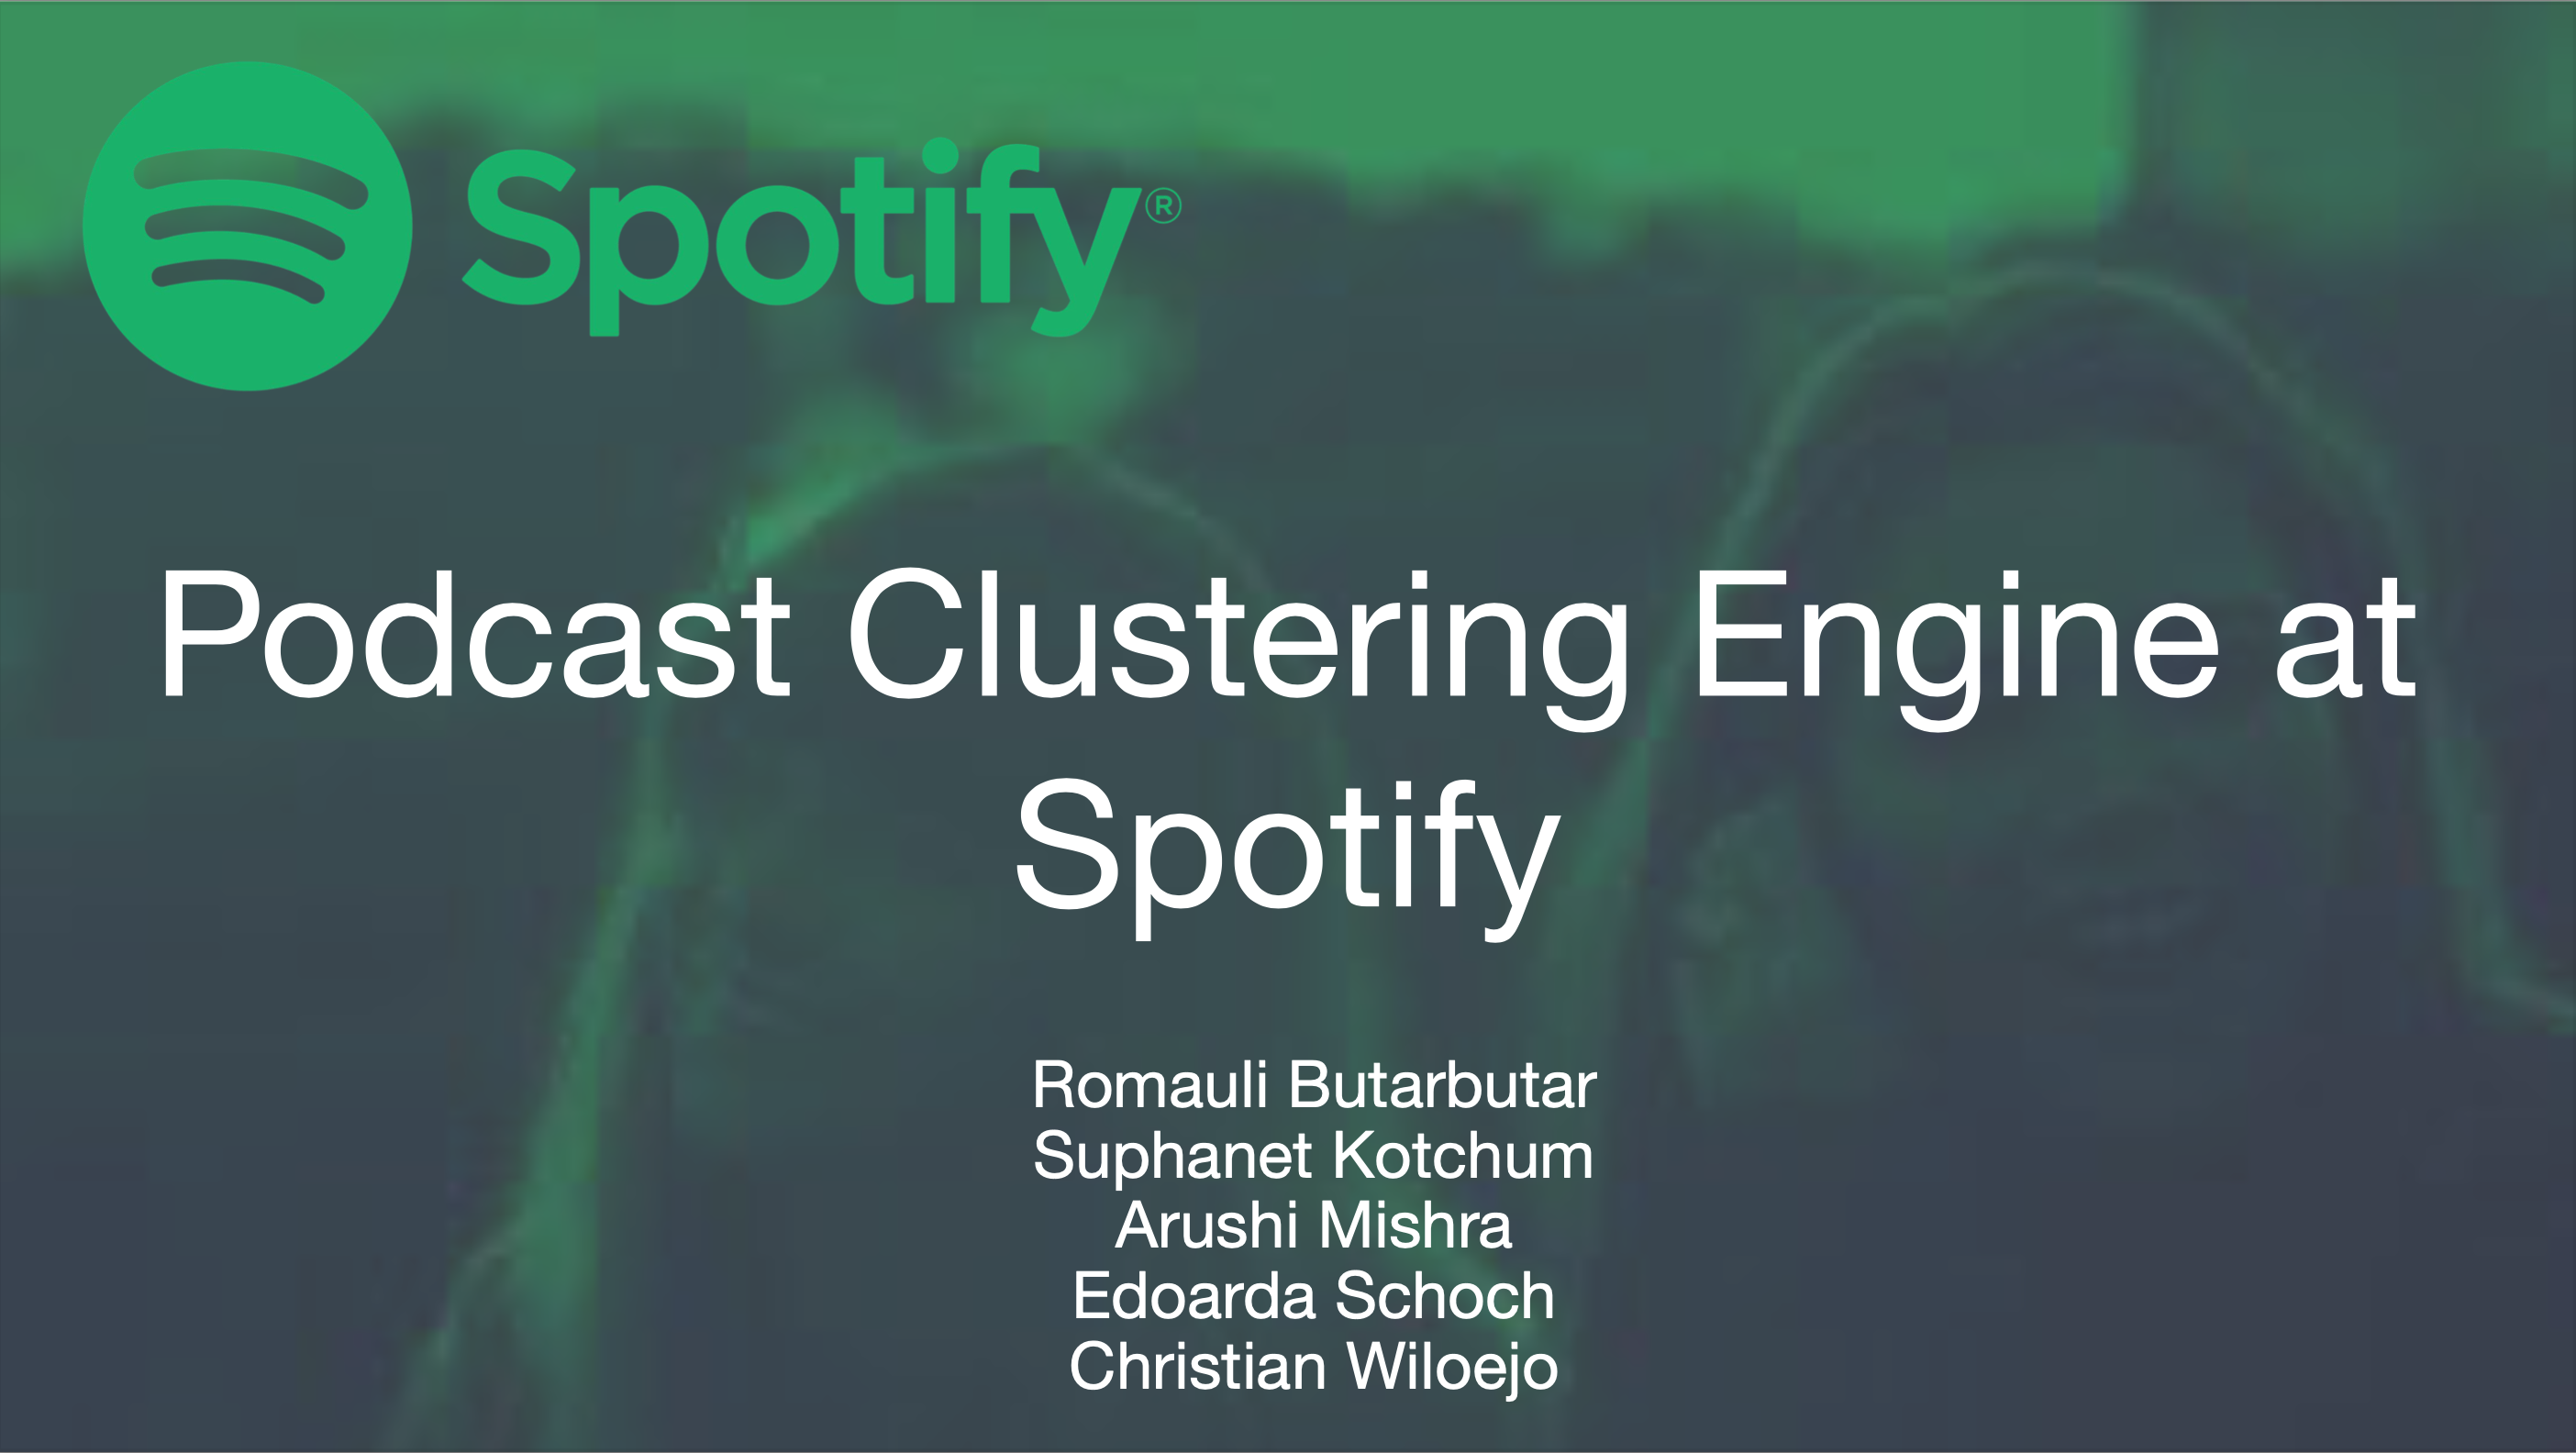 Spotify®
Podcast Clustering Engine at
Spotify
Romauli Butarbutar
Suphanet Kotchum
Arushi Mishra
Edoarda Schoch
Christian Wiloejo